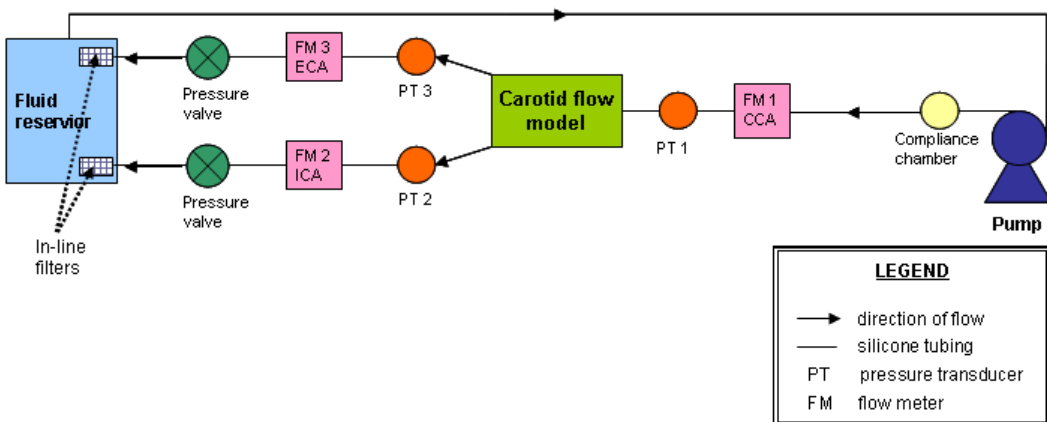 Fluid
reservior
Pressure
valve
FM 3
ECA
PT 3
Carotid flow
model
PT 1
FM 1
CCA
Compliance
chamber
Pump
Pressure
valve
FM 2
ICA
PT 2
In-line
filters
LEGEND
direction of flow
silicone tubing
PT pressure transducer
FM flow meter